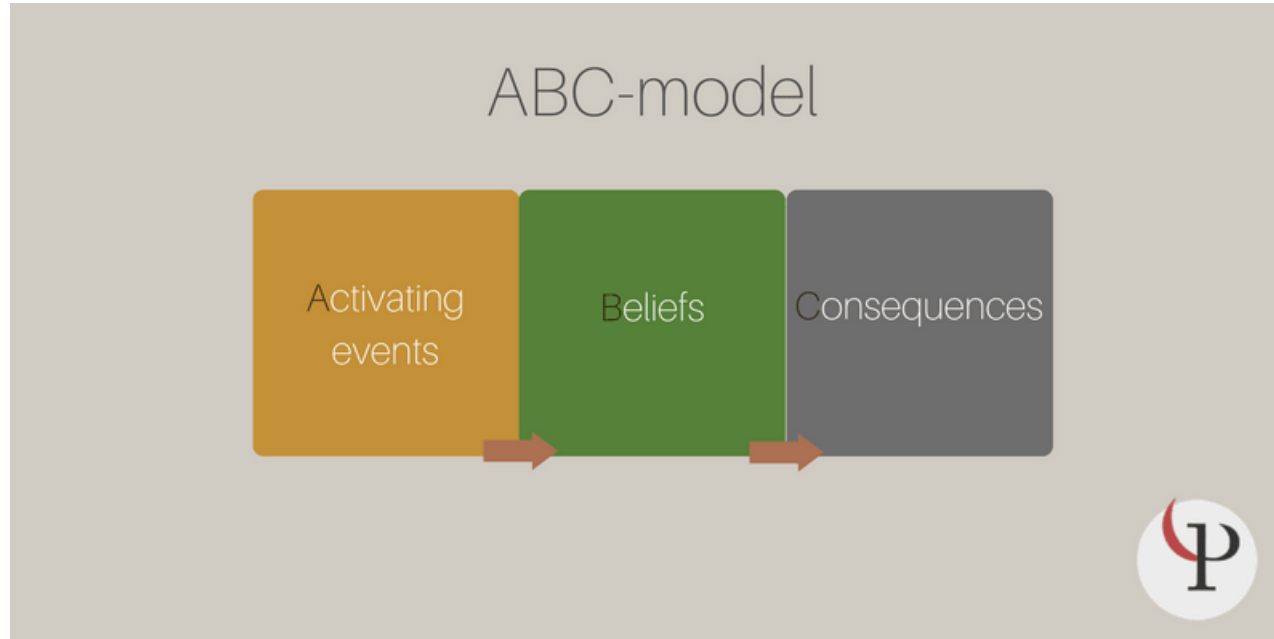 ABC-model
Activating
events
Beliefs
Consequences